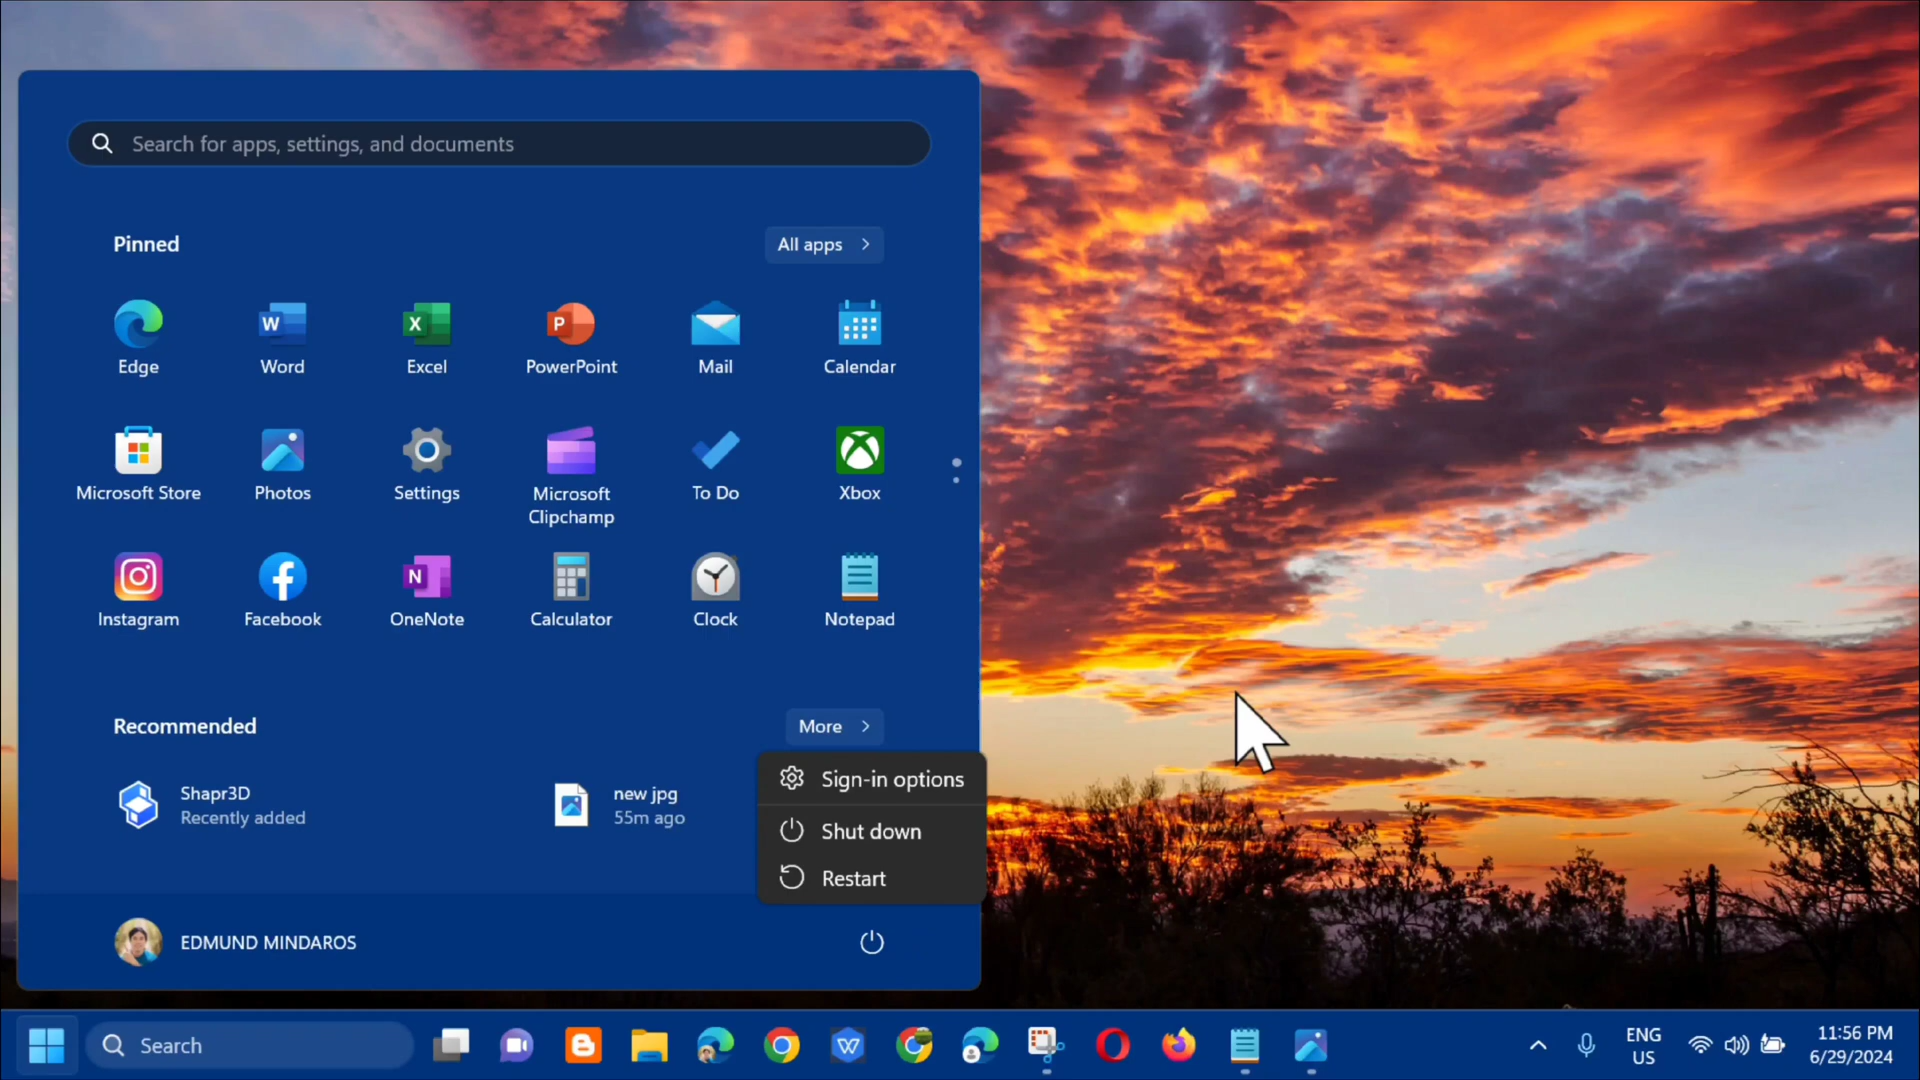 Search for apps, settings, and documents
Pinned
All apps
Edge
Word
Excel
PowerPoint
Mail
Calendar
Microsoft Store
Photos
Settings
Microsoft
Clipchamp
To Do
Xbox
Instagram
Facebook
OneNote
Calculator
Clock
Notepad
Recommended
More
Shapr3D
Recently added
new jpg
55m ago
Sign-in options
Shut down
Restart
EDMUND MINDAROS
Search
ENG
US
11:56 PM
6/29/2024